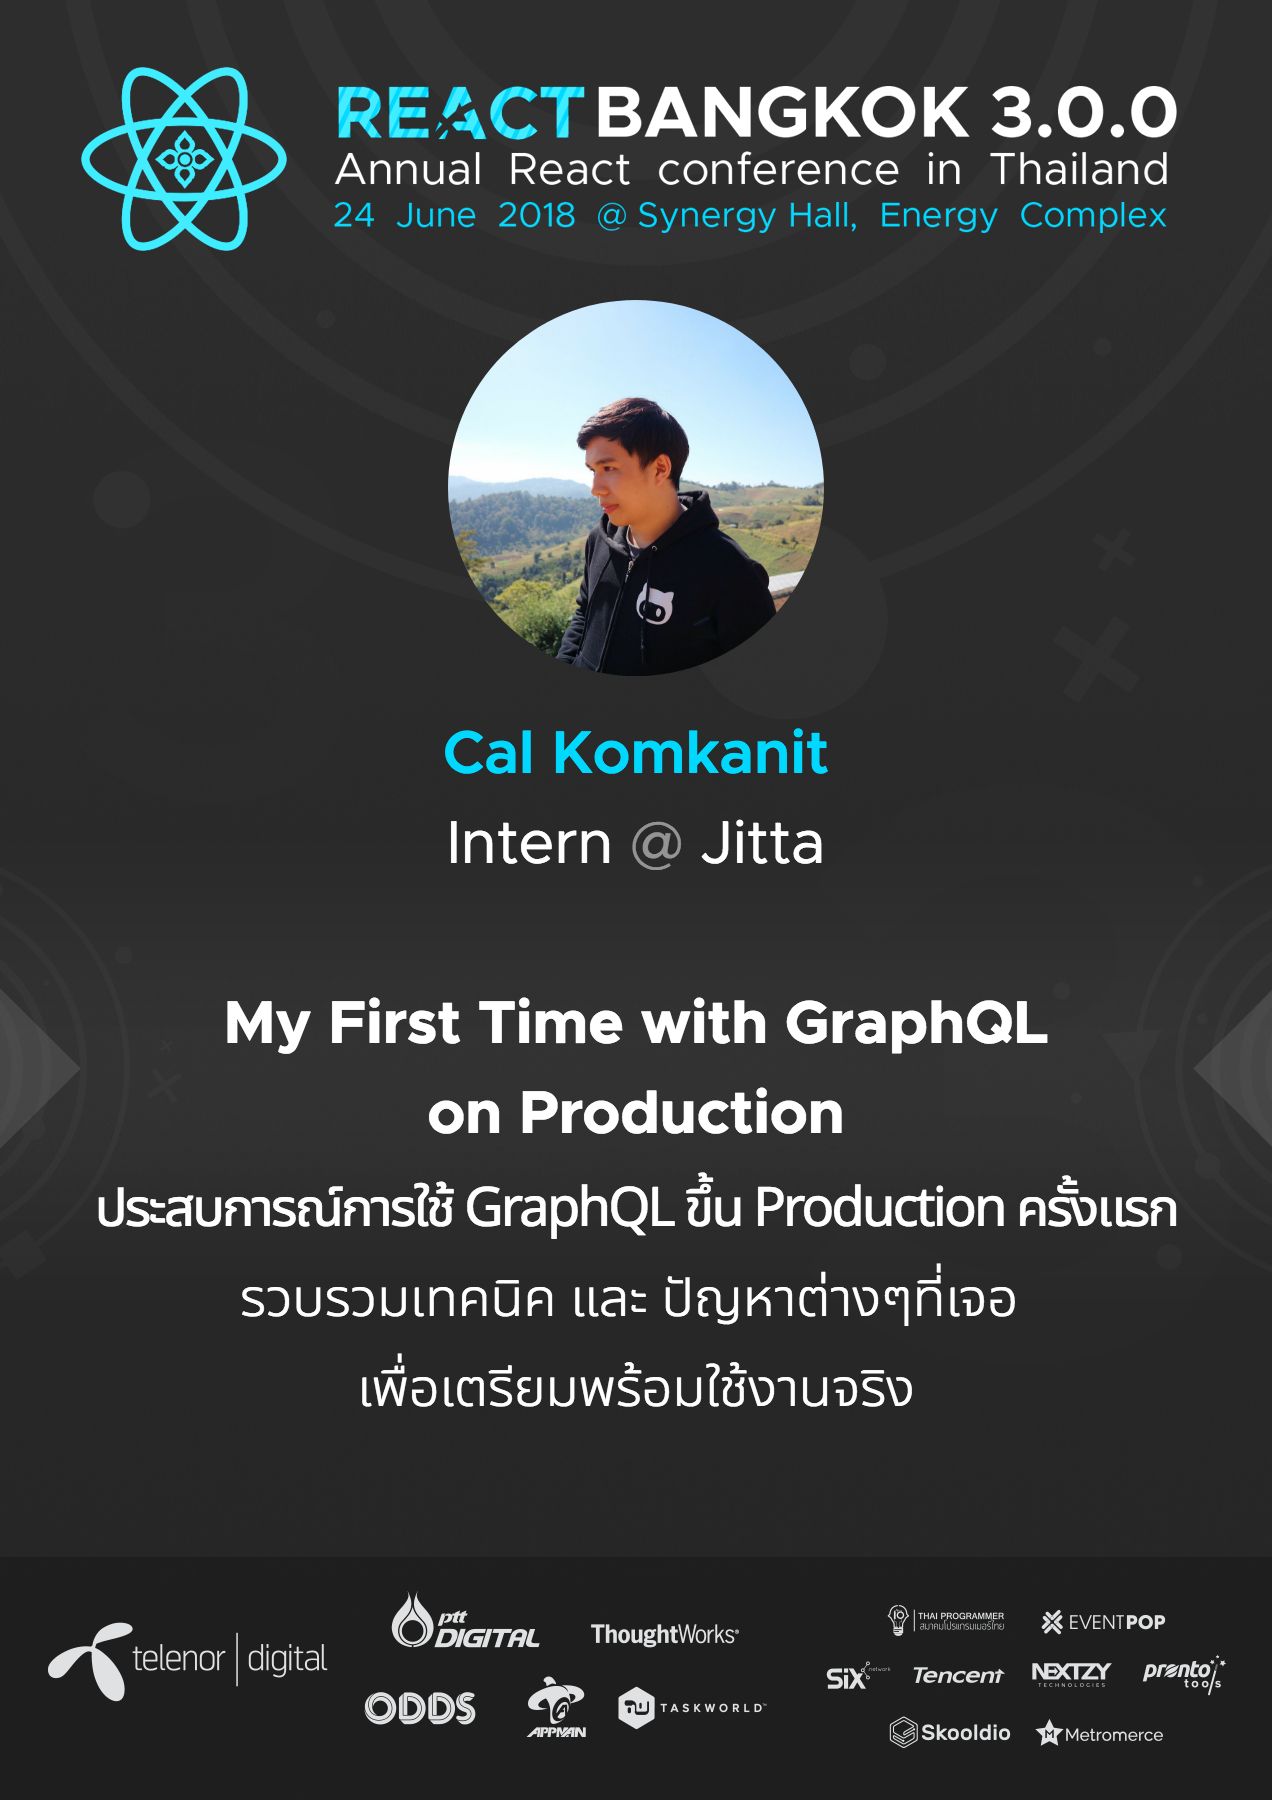 REACT BANGKOK 3.0.0
Annual React conference in Thailand
24 June 2018 @ Synergy Hall, Energy Complex
Cal Komkanit
Intern @ Jitta
My First Time with GraphQL
on Production
ประสบการณ์การใช้ GraphQL ขึ้น Production ครั้งแรก
รวบรวมเทคนิค และ ปัญหาต่างๆที่เจอ
เพื่อเตรียมพร้อมใช้งานจริง
telenor | digital
ptt
DIGITAL
ThoughtWorks®
ODDS
APPMAN
TASKWORLD™
THAI PROGRAMMER
สมาคมโปรแกรมเมอร์ไทย
EVENTPOP
SIX network
Tencent
NEXTZY
TECHNOLOGIES
pronto
tools
Skooldio
Metromerce